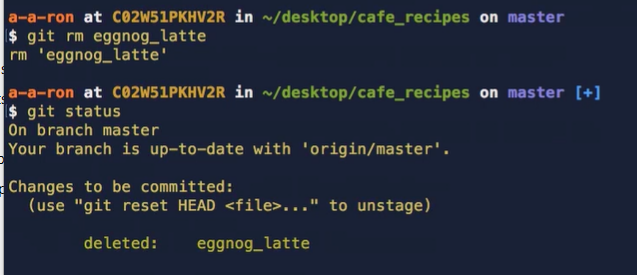 a-a-ron at C02W51PKHV2R in ~/desktop/cafe_recipes on master
$ git rm eggnog_latte
rm 'eggnog_latte'
a-a-ron at C02W51PKHV2R in ~/desktop/cafe_recipes on master [+]
$ git status
On branch master
Your branch is up-to-date with 'origin/master'.
Changes to be committed:
(use "git reset HEAD <file>..." to unstage)
deleted: eggnog_latte